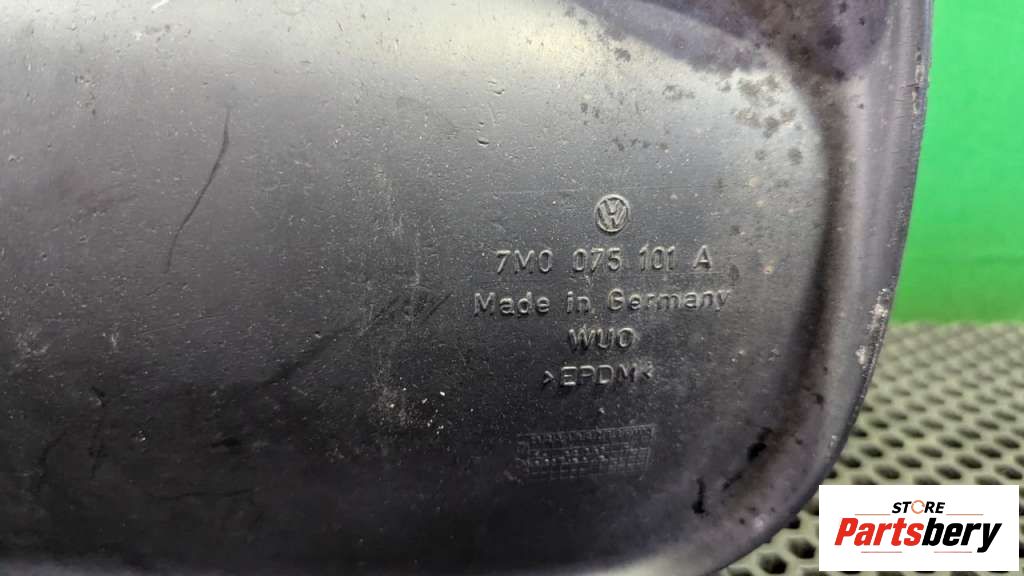 7M0 075 101 A
Made in Germany
WUO
>EPDM<
STORE
Partsbery